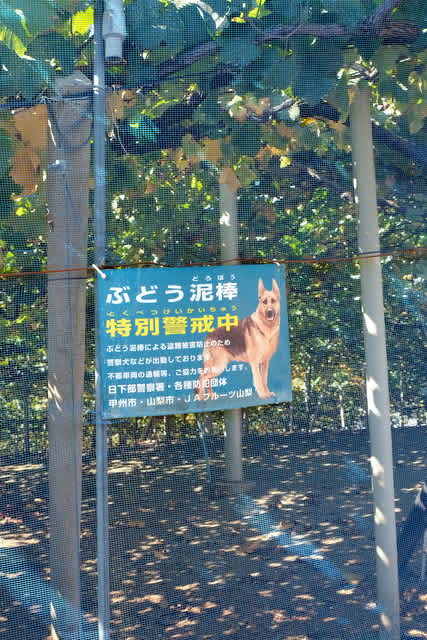 どろぼう
ぶどう泥棒
とくべつけいかいちゅう
特別警戒中
ぶどう泥棒による盗難被害防止のため
警察犬などが出動しております。
不審車両の通報等、ご協力をお願いします。
日下部警察署・各種防犯団体
甲州市・山梨市・JAフルーツ山梨